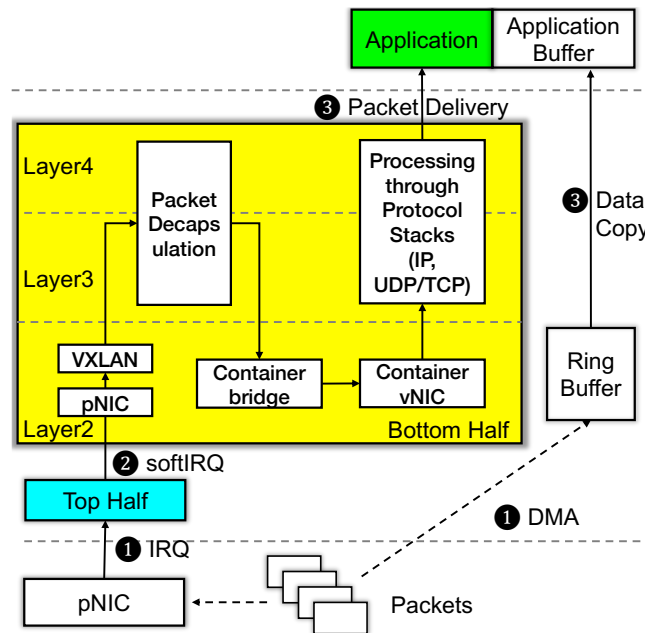 Application
Application
Buffer
❸ Packet Delivery
Layer4
Packet
Decaps
ulation
Processing
through
Protocol
Stacks
(IP,
UDP/TCP)
❸ Data
Copy
Layer3
VXLAN
pNIC
Container
bridge
Container
vNIC
Ring
Buffer
Layer2
Bottom Half
❷ softIRQ
Top Half
❶ DMA
❶ IRQ
pNIC
Packets